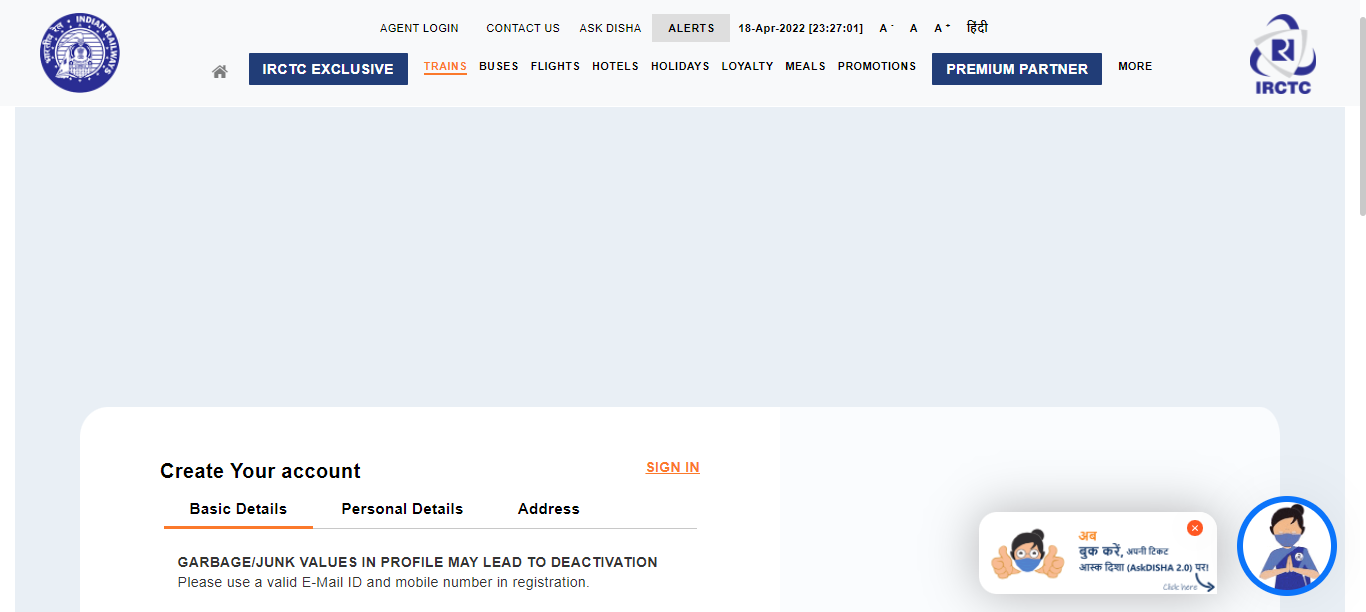 AGENT LOGIN CONTACT US ASK DISHA ALERTS 18-Apr-2022 [23:27:01] A- A A+ हिंदी
IRCTC EXCLUSIVE TRAINS BUSES FLIGHTS HOTELS HOLIDAYS LOYALTY MEALS PROMOTIONS PREMIUM PARTNER MORE
भारतीय रेल INDIAN RAILWAYS
IRCTC
Create Your account SIGN IN
Basic Details Personal Details Address
GARBAGE/JUNK VALUES IN PROFILE MAY LEAD TO DEACTIVATION
Please use a valid E-Mail ID and mobile number in registration.
अब
बुक करें, अपनी टिकट
आस्क दिशा (AskDISHA 2.0) पर!
Click here